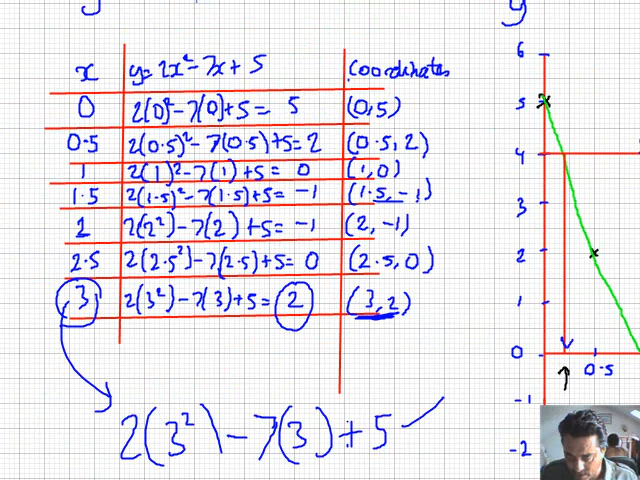 y
x y=2x²-7x+5 Coordinates
0 2(0)²-7(0)+5= 5 (0,5)
0.5 2(0.5)²-7(0.5)+5=2 (0.5,2)
1 2(1)²-7(1)+5= 0 (1,0)
1.5 2(1.5)²-7(1.5)+5= -1 (1.5,-1)
2 7(2²)-7(2)+5=-1 (2,-1)
2.5 2(2.5²)-7(2.5)+5=0 (2.5,0)
3 2(3²)-7(3)+5= 2 (3,2)
2(3²)-7(3)+5
y
6
5
4
3
2
1
0
0.5
-1
-2